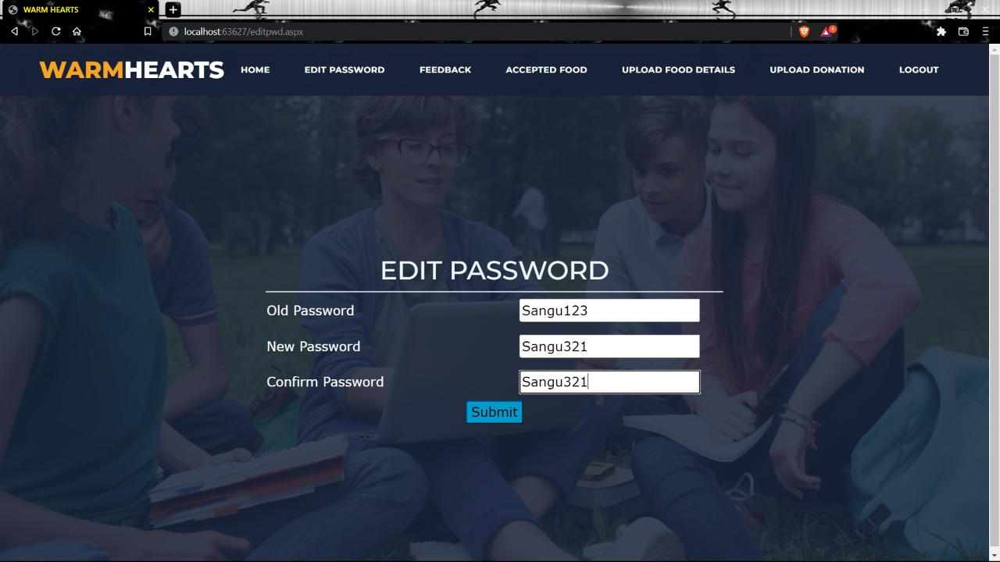 WARM HEARTS
localhost:63627/editpwd.aspx
4
WARMHEARTS HOME EDIT PASSWORD FEEDBACK ACCEPTED FOOD UPLOAD FOOD DETAILS UPLOAD DONATION LOGOUT
EDIT PASSWORD
Old Password Sangu123
New Password Sangu321
Confirm Password Sangu321
Submit